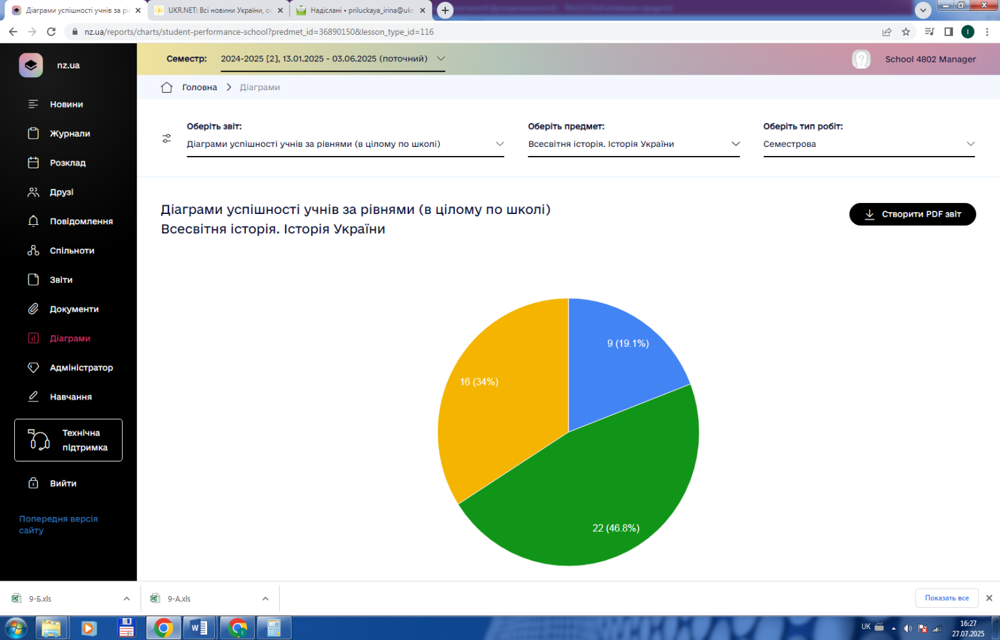 Діаграми успішності учнів за рі
UKR.NET: Всі новини України, ос
Надіслані • priluckaya_irina@ukr
nz.ua/reports/charts/student-performance-school?predmet_id=36890150&lesson_type_id=116
I
nz.ua
Семестр: 2024-2025 [2], 13.01.2025 - 03.06.2025 (поточний)
School 4802 Manager
Головна > Діаграми
Новини
Журнали
Розклад
Друзі
Повідомлення
Спільноти
Звіти
Документи
Діаграми
Адміністратор
Навчання
Технічна
підтримка
Вийти
Попередня версія
сайту
Оберіть звіт:
Діаграми успішності учнів за рівнями (в цілому по школі)
Оберіть предмет:
Всесвітня історія. Історія України
Оберіть тип робіт:
Семестрова
Діаграми успішності учнів за рівнями (в цілому по школі)
Всесвітня історія. Історія України
Створити PDF звіт
9 (19.1%)
16 (34%)
22 (46.8%)
9-Б.xls
9-А.xls
Показать все
UK
16:27
27.07.2025